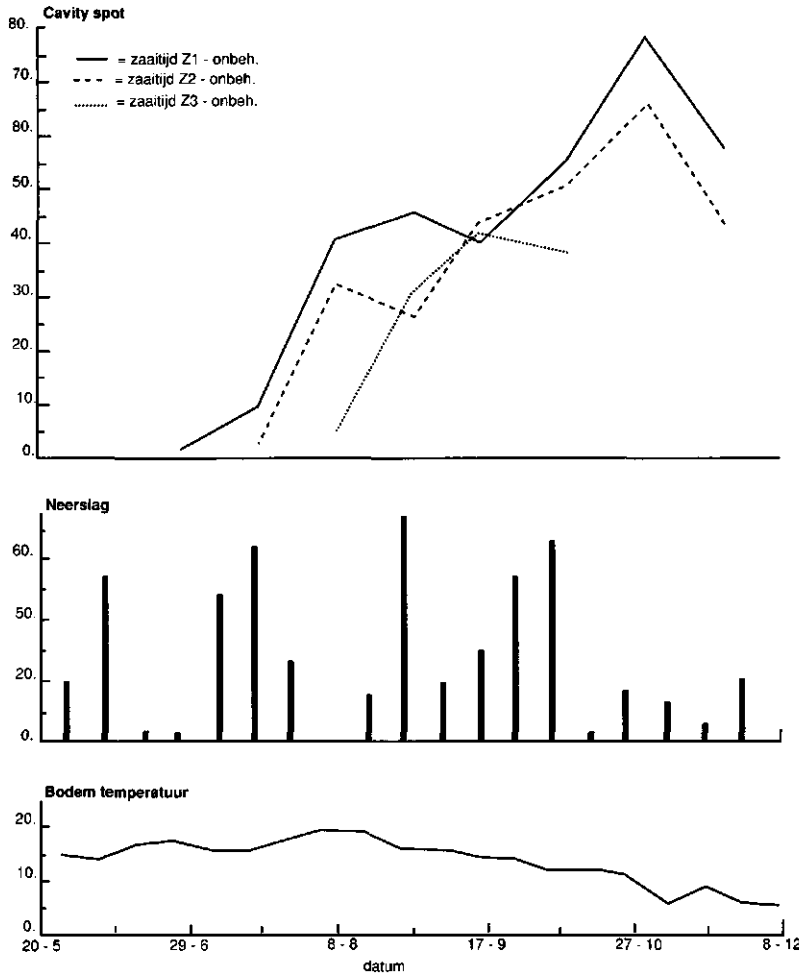 Cavity spot
80.
= zaaitijd Z1 - onbeh.
70.
= zaaitijd Z2 - onbeh.
= zaaitijd Z3 - onbeh.
80.
50.
40.
30.
10.
0.
Neerslag
60.
50.
20.
0.
Bodem temperatuur
20.
10.
0.
20 - 5 29 - 6 8 - 8 17 - 9 27 - 10 8 - 12
datum